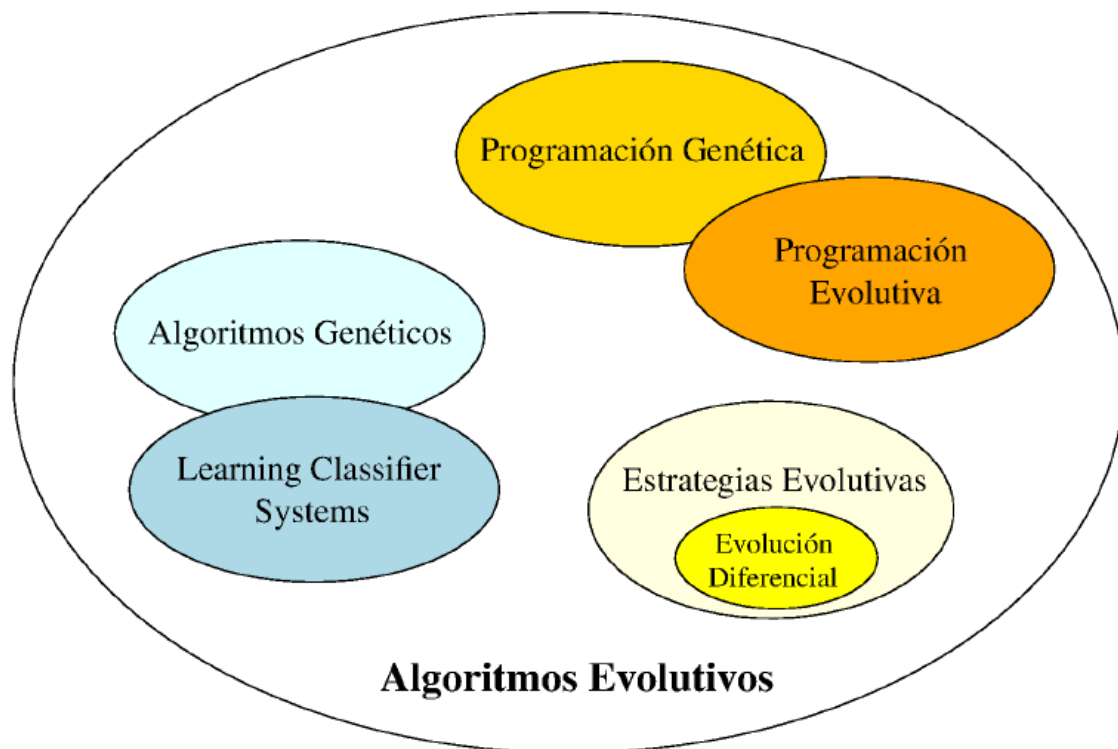 Programación Genética
Programación
Evolutiva
Algoritmos Genéticos
Learning Classifier
Systems
Estrategias Evolutivas
Evolución
Diferencial
Algoritmos Evolutivos